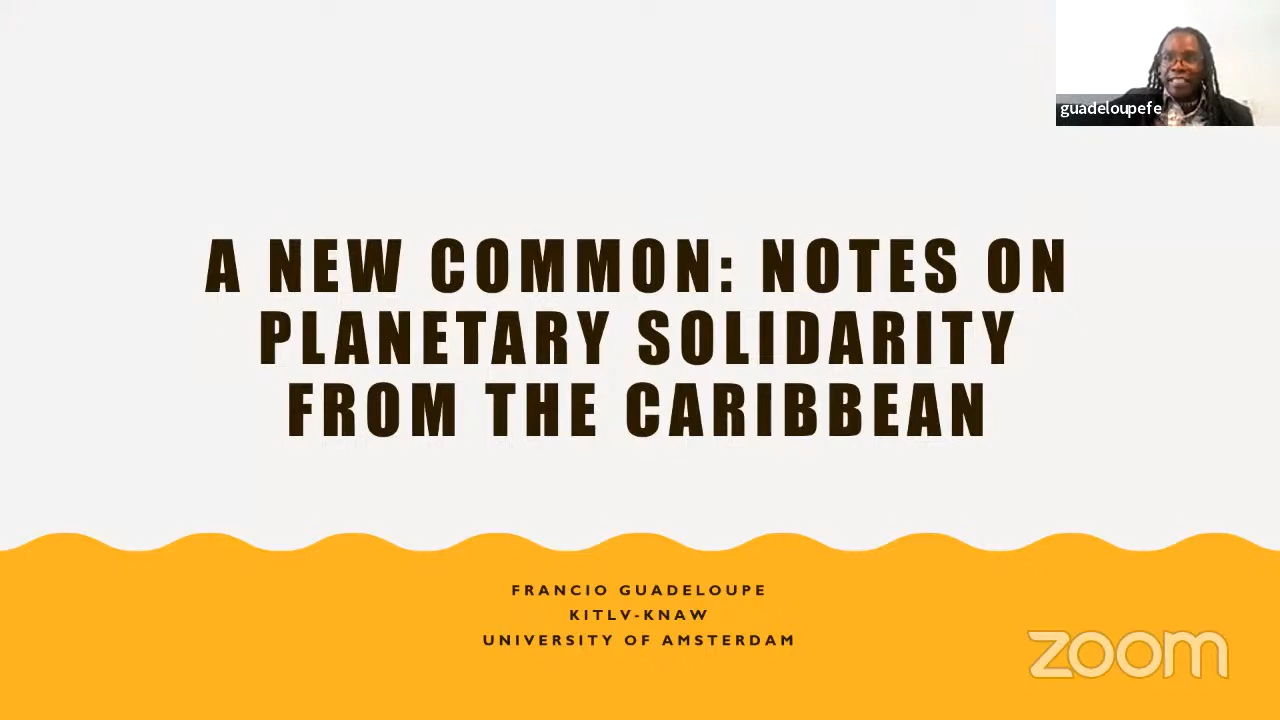 guadeloupefe
A NEW COMMON: NOTES ON
PLANETARY SOLIDARITY
FROM THE CARIBBEAN
FRANCIO GUADELOUPE
KITLV-KNAW
UNIVERSITY OF AMSTERDAM
zoom